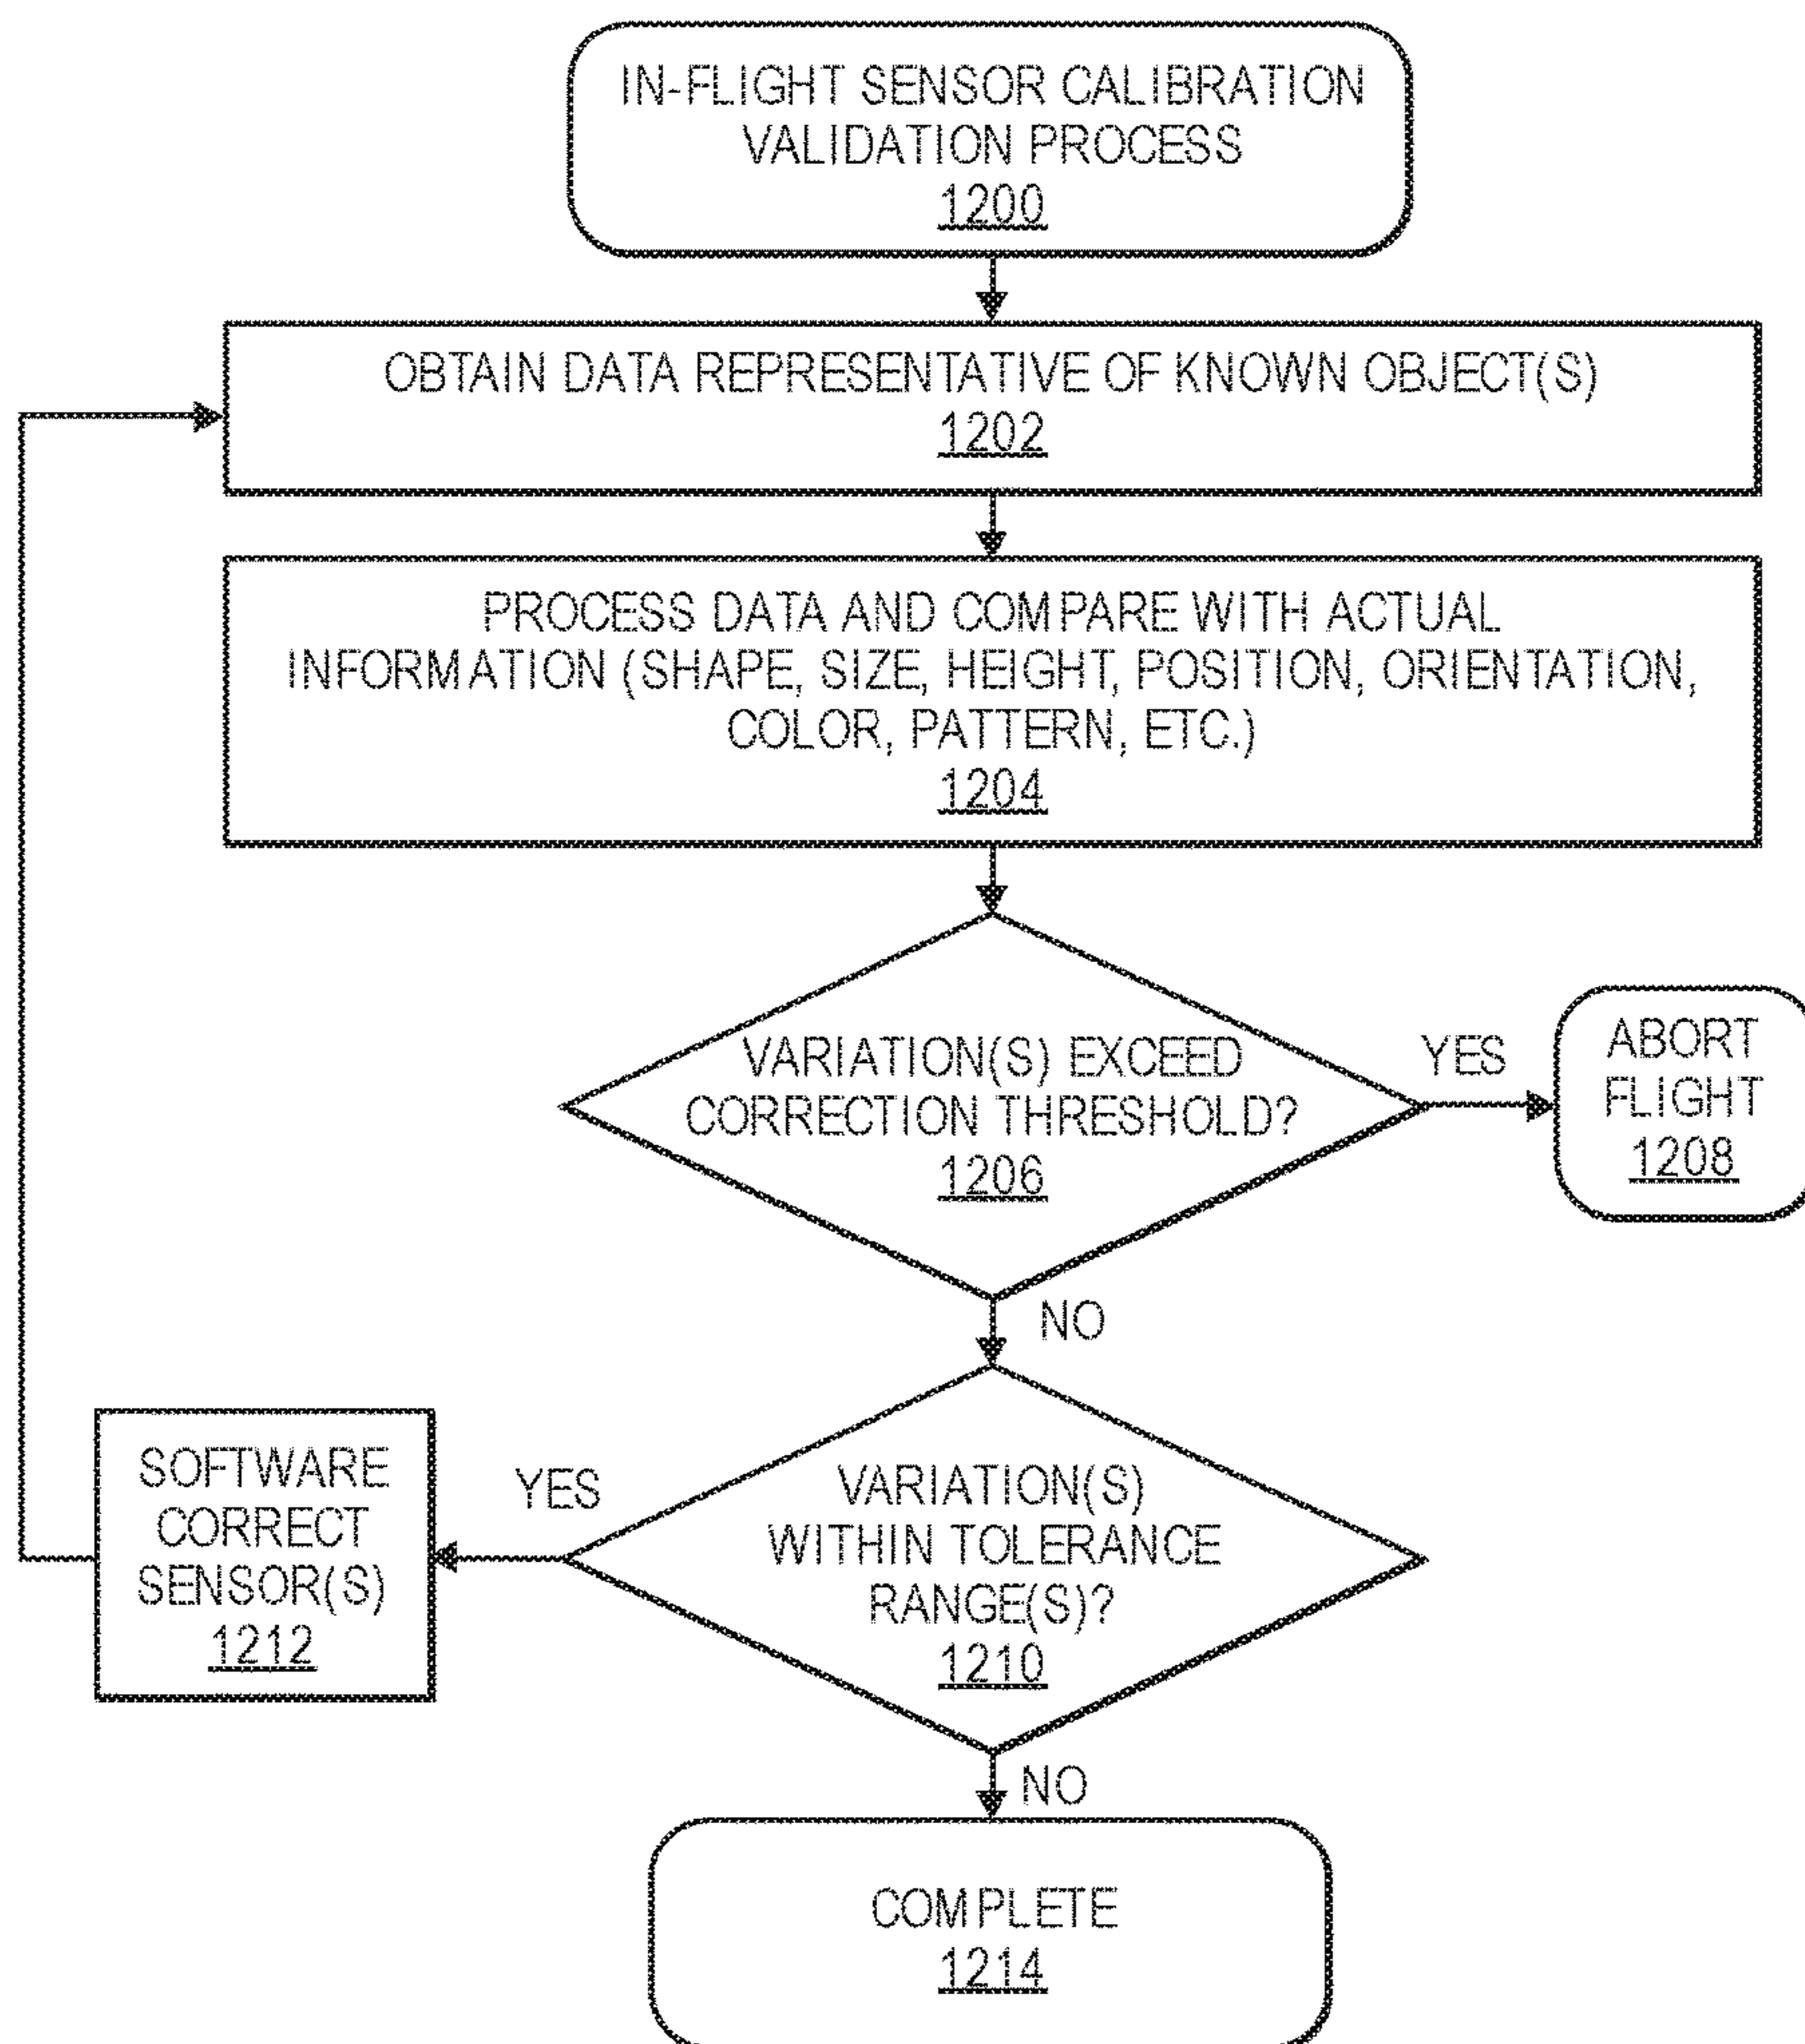 IN-FLIGHT SENSOR CALIBRATION
VALIDATION PROCESS
1200
OBTAIN DATA REPRESENTATIVE OF KNOWN OBJECT(S)
1202
PROCESS DATA AND COMPARE WITH ACTUAL
INFORMATION (SHAPE, SIZE, HEIGHT, POSITION, ORIENTATION,
COLOR, PATTERN, ETC.)
1204
VARIATION(S) EXCEED
CORRECTION THRESHOLD?
1206
YES
ABORT
FLIGHT
1208
NO
VARIATION(S)
WITHIN TOLERANCE
RANGE(S)?
1210
YES
SOFTWARE
CORRECT
SENSOR(S)
1212
NO
COMPLETE
1214